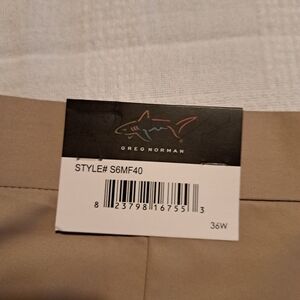 GREG NORMAN
STYLE# S6MF40
8 23798 16755 3
36W